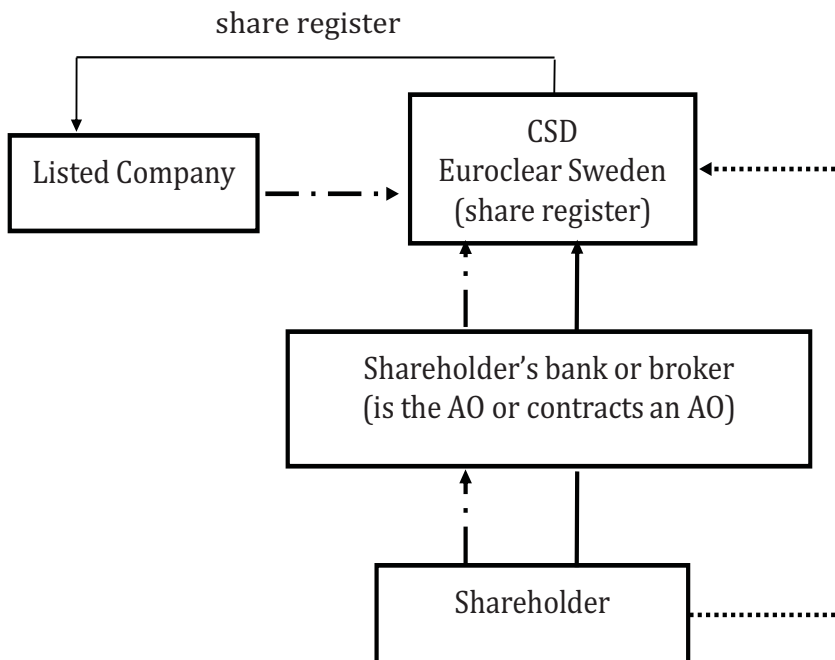 share register
CSD
Euroclear Sweden
(share register)
Listed Company
Shareholder’s bank or broker
(is the AO or contracts an AO)
Shareholder